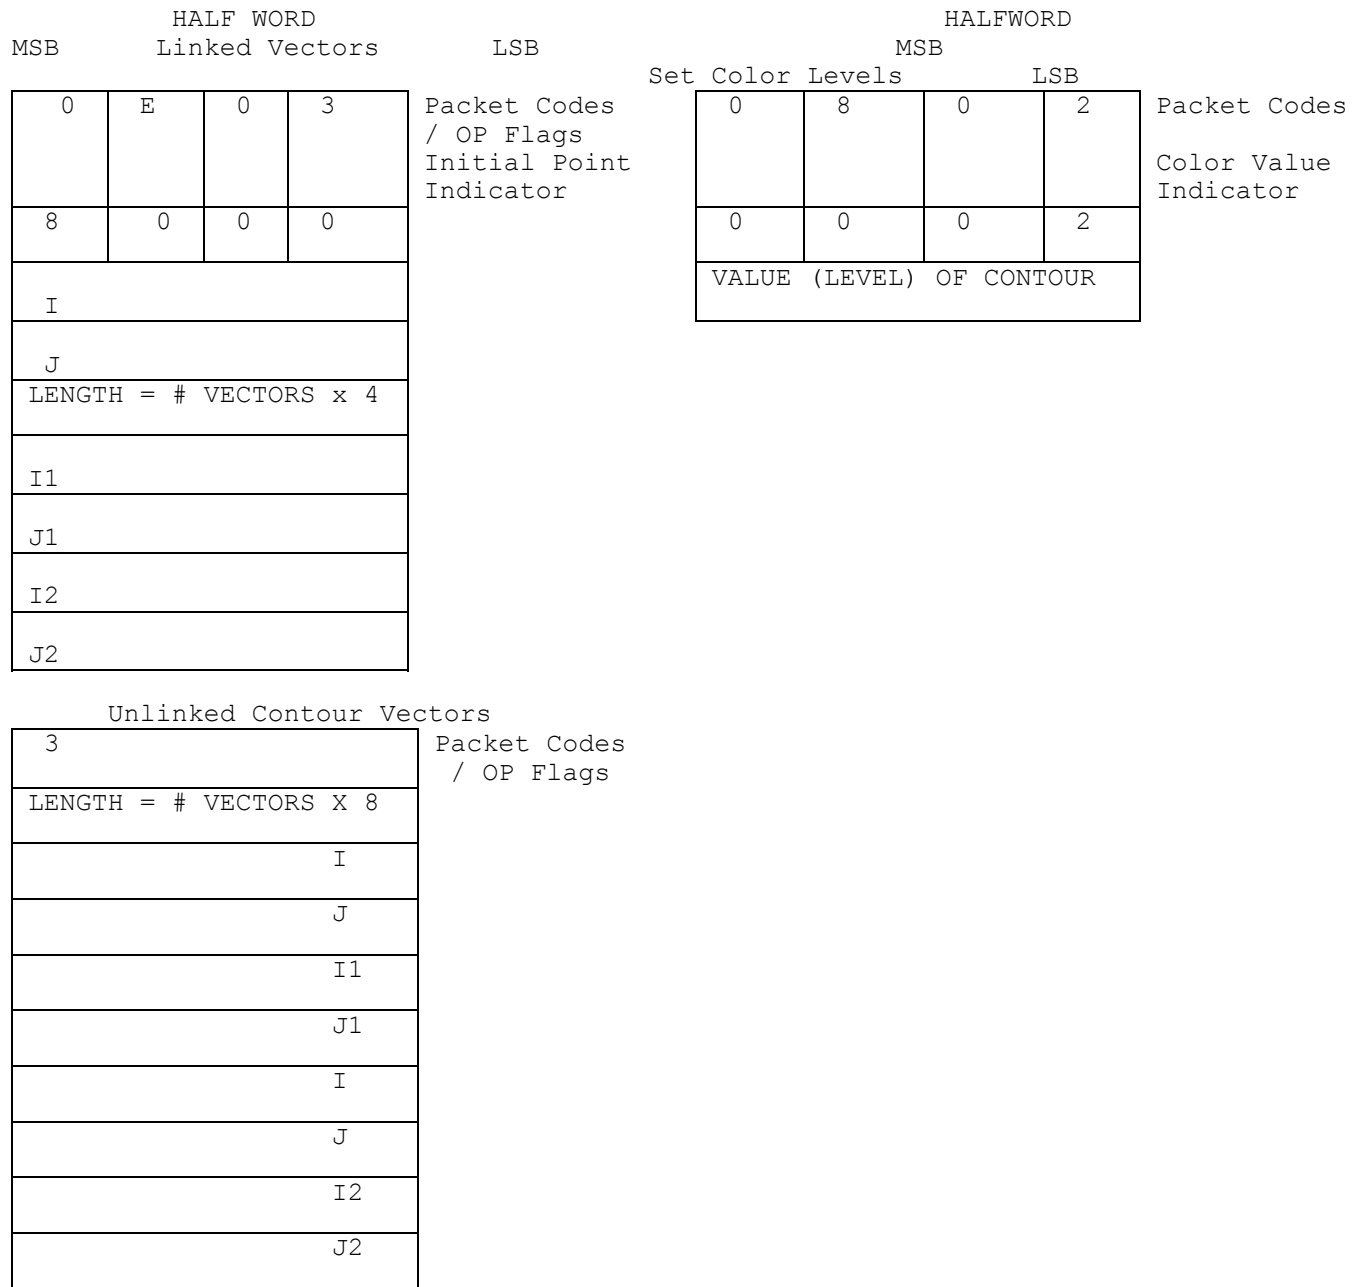 HALF WORD
MSB Linked Vectors LSB
0 E 0 3 Packet Codes
/ OP Flags
Initial Point
Indicator
8 0 0 0
I
J
LENGTH = # VECTORS x 4
I1
J1
I2
J2
HALFWORD
MSB
Set Color Levels LSB
0 8 0 2 Packet Codes
Color Value
Indicator
0 0 0 2
VALUE (LEVEL) OF CONTOUR
Unlinked Contour Vectors
3 Packet Codes
/ OP Flags
LENGTH = # VECTORS X 8
I
J
I1
J1
I
J
I2
J2